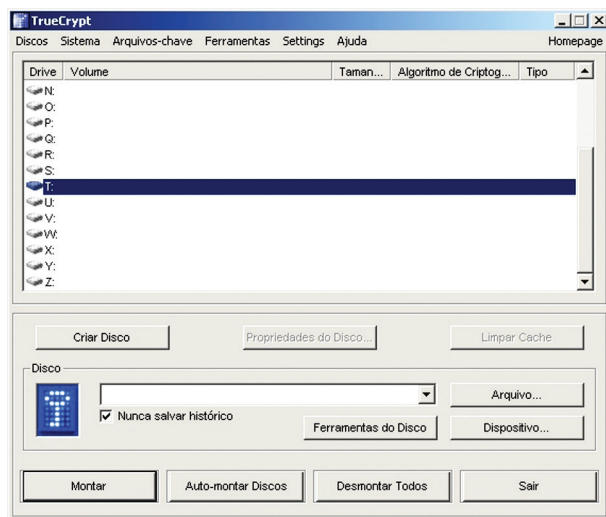 TrueCrypt
Discos Sistema Arquivos-chave Ferramentas Settings Ajuda Homepage
Drive Volume Taman... Algoritmo de Criptog... Tipo
N:
O:
P:
Q:
R:
S:
T:
U:
V:
W:
X:
Y:
Z:
Criar Disco Propriedades do Disco... Limpar Cache
Disco
Arquivo...
Nunca salvar histórico
Ferramentas do Disco Dispositivo...
Montar Auto-montar Discos Desmontar Todos Sair